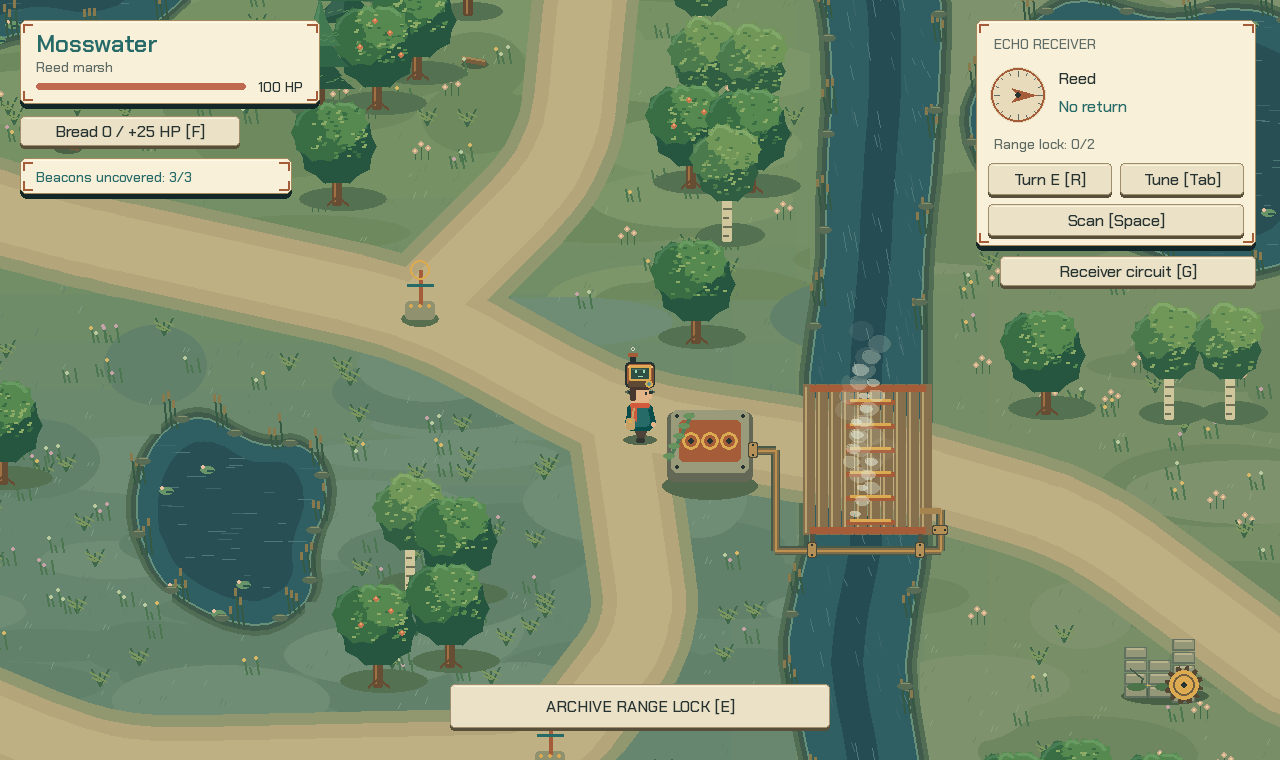 Mosswater
Reed marsh
100 HP
Bread 0 / +25 HP [F]
Beacons uncovered: 3/3
ECHO RECEIVER
Reed
No return
Range lock: 0/2
Turn E [R]
Tune [Tab]
Scan [Space]
Receiver circuit [G]
ARCHIVE RANGE LOCK [E]